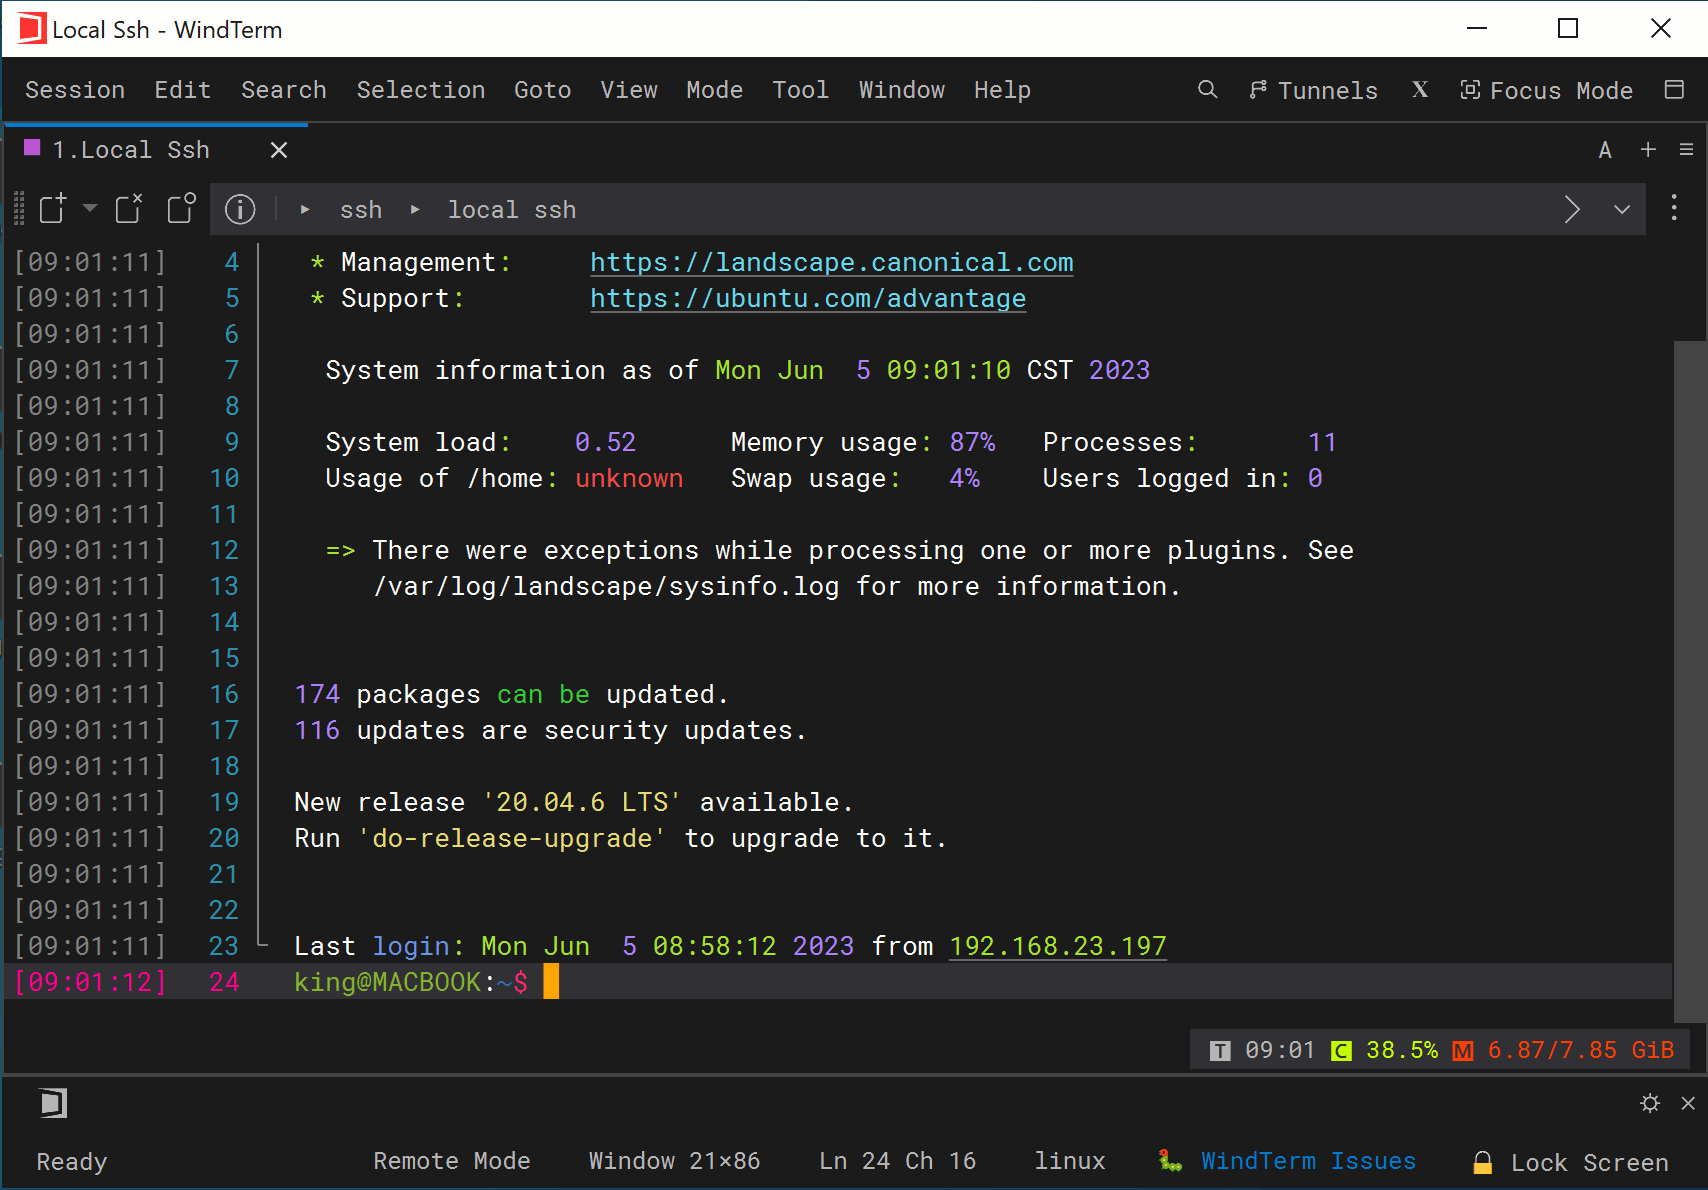 Local Ssh - WindTerm
Session Edit Search Selection Goto View Mode Tool Window Help Tunnels X Focus Mode
1.Local Ssh A
ssh local ssh
[09:01:11] 4 * Management: https://landscape.canonical.com
[09:01:11] 5 * Support: https://ubuntu.com/advantage
[09:01:11] 6
[09:01:11] 7 System information as of Mon Jun 5 09:01:10 CST 2023
[09:01:11] 8
[09:01:11] 9 System load: 0.52 Memory usage: 87% Processes: 11
[09:01:11] 10 Usage of /home: unknown Swap usage: 4% Users logged in: 0
[09:01:11] 11
[09:01:11] 12 => There were exceptions while processing one or more plugins. See
[09:01:11] 13 /var/log/landscape/sysinfo.log for more information.
[09:01:11] 14
[09:01:11] 15
[09:01:11] 16 174 packages can be updated.
[09:01:11] 17 116 updates are security updates.
[09:01:11] 18
[09:01:11] 19 New release '20.04.6 LTS' available.
[09:01:11] 20 Run 'do-release-upgrade' to upgrade to it.
[09:01:11] 21
[09:01:11] 22
[09:01:11] 23 Last login: Mon Jun 5 08:58:12 2023 from 192.168.23.197
[09:01:12] 24 king@MACBOOK:~$
T 09:01 C 38.5% M 6.87/7.85 GiB
Ready Remote Mode Window 21×86 Ln 24 Ch 16 linux WindTerm Issues Lock Screen